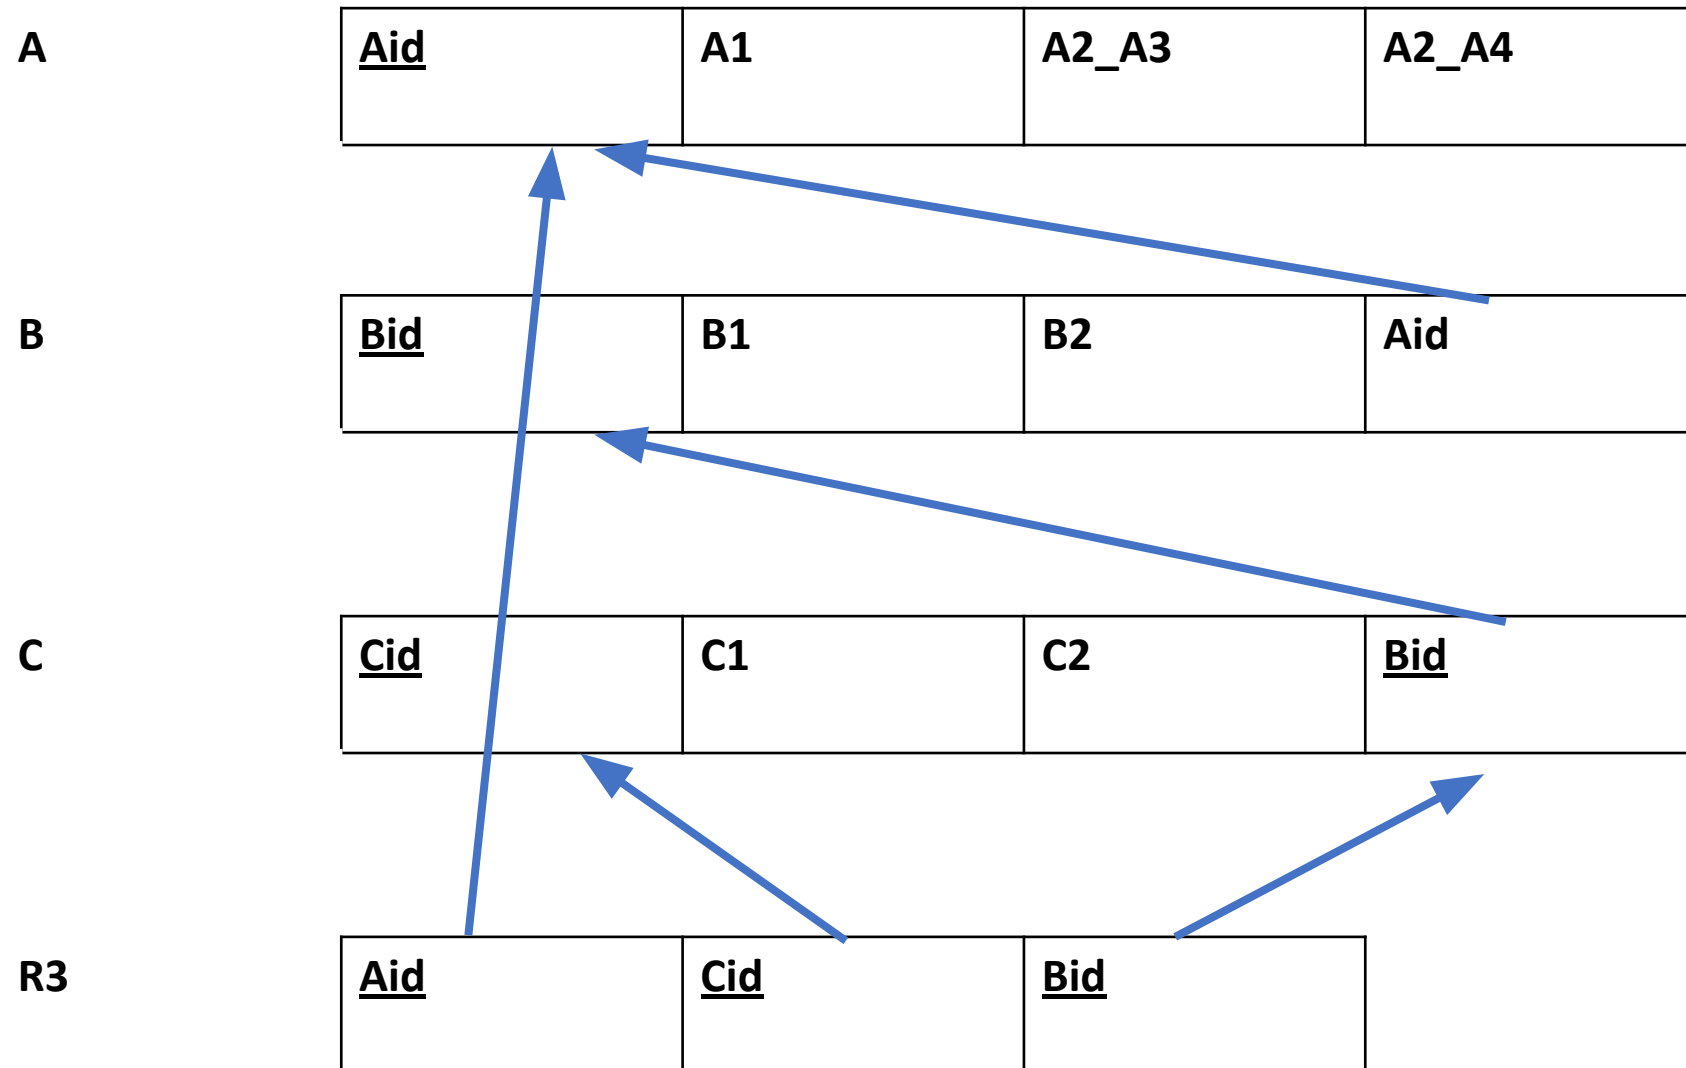 A Aid A1 A2_A3 A2_A4
B Bid B1 B2 Aid
C Cid C1 C2 Bid
R3 Aid Cid Bid